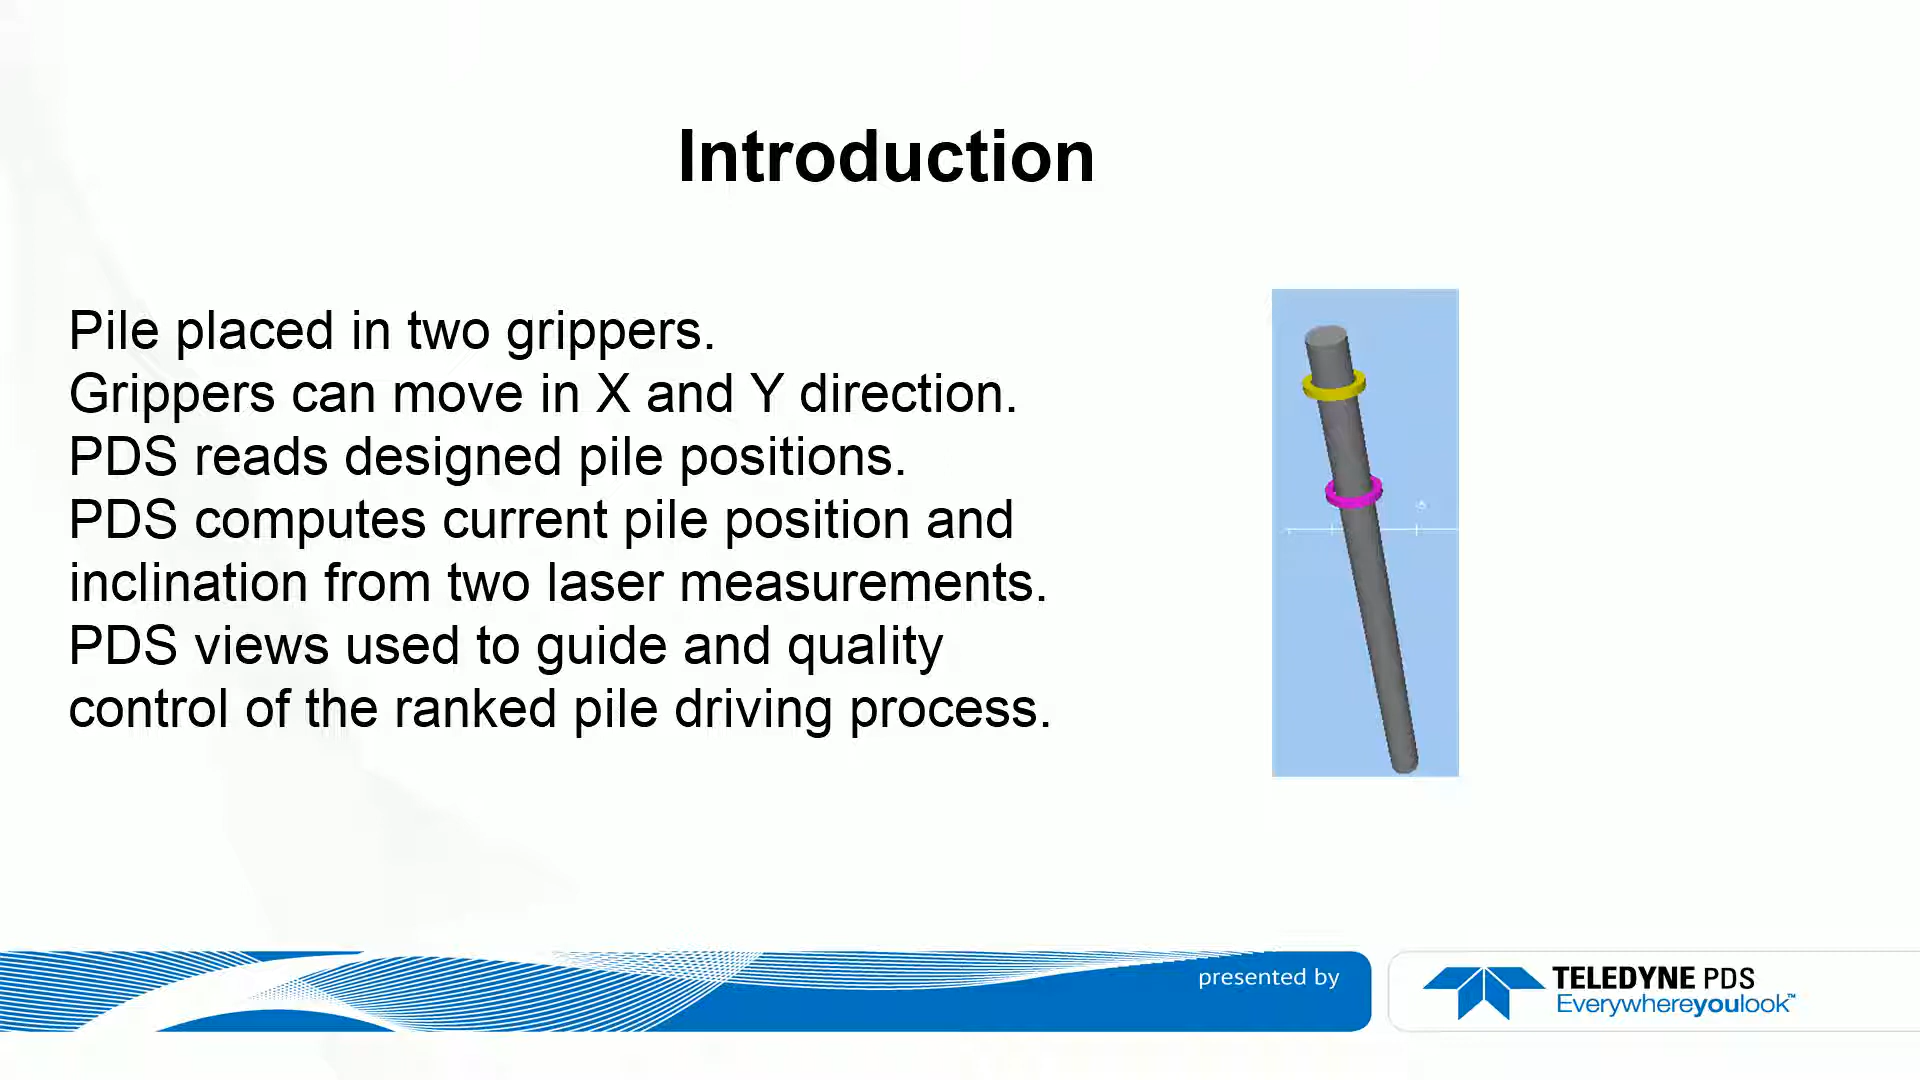 Introduction
Pile placed in two grippers.
Grippers can move in X and Y direction.
PDS reads designed pile positions.
PDS computes current pile position and
inclination from two laser measurements.
PDS views used to guide and quality
control of the ranked pile driving process.
presented by
TELEDYNE PDS
Everywhereyoulook™